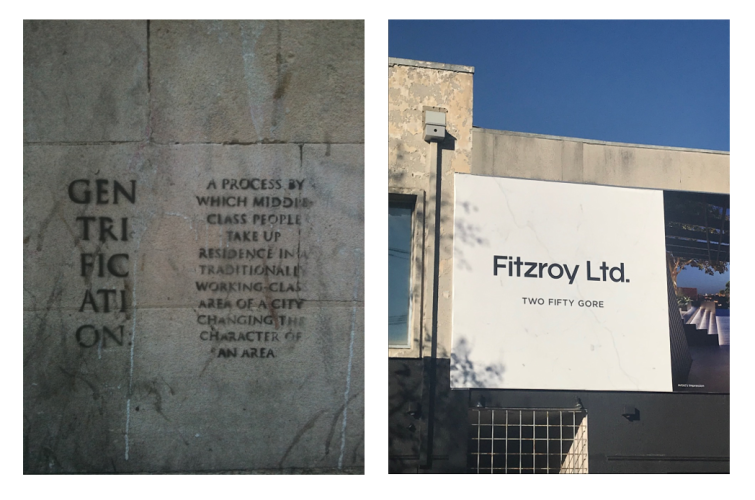 GEN
TRI
FIC
ATI
ON
A PROCESS BY
WHICH MIDDLE
CLASS PEOPLE
TAKE UP
RESIDENCE IN A
TRADITIONALLY
WORKING-CLAS
AREA OF A CITY
CHANGING THE
CHARACTER OF
AN AREA
Fitzroy Ltd.
TWO FIFTY GORE